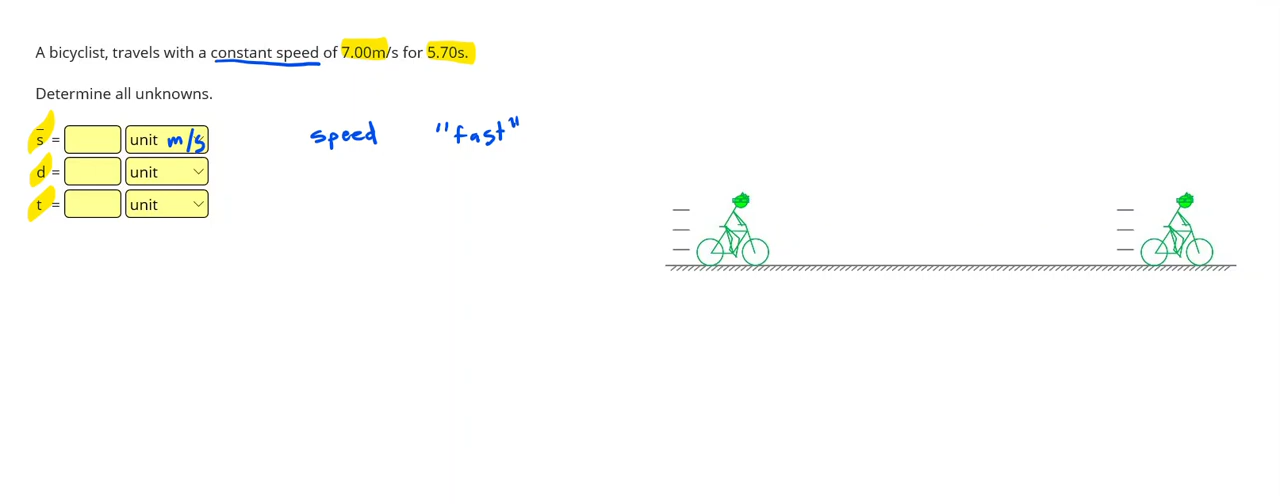 A bicyclist, travels with a constant speed of 7.00m/s for 5.70s.
Determine all unknowns.
s̅ = unit m/s speed "fast"
d = unit
t = unit